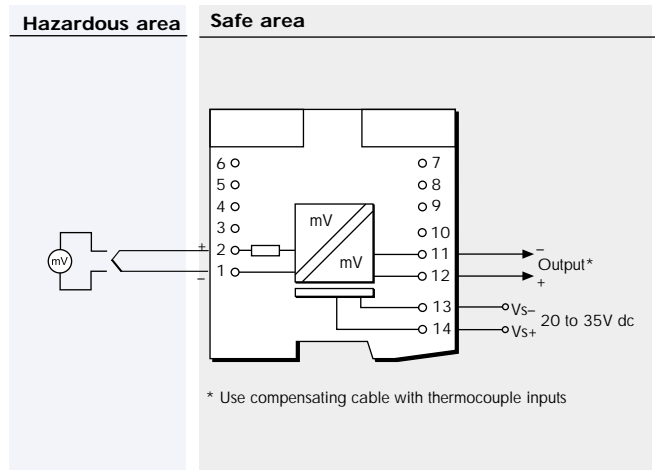 Hazardous area
Safe area
6
5
4
3
+
2
1
–
mV
mV
mV
7
8
9
10
11
12
13
14
–
Output*
+
Vs–
Vs+
20 to 35V dc
* Use compensating cable with thermocouple inputs